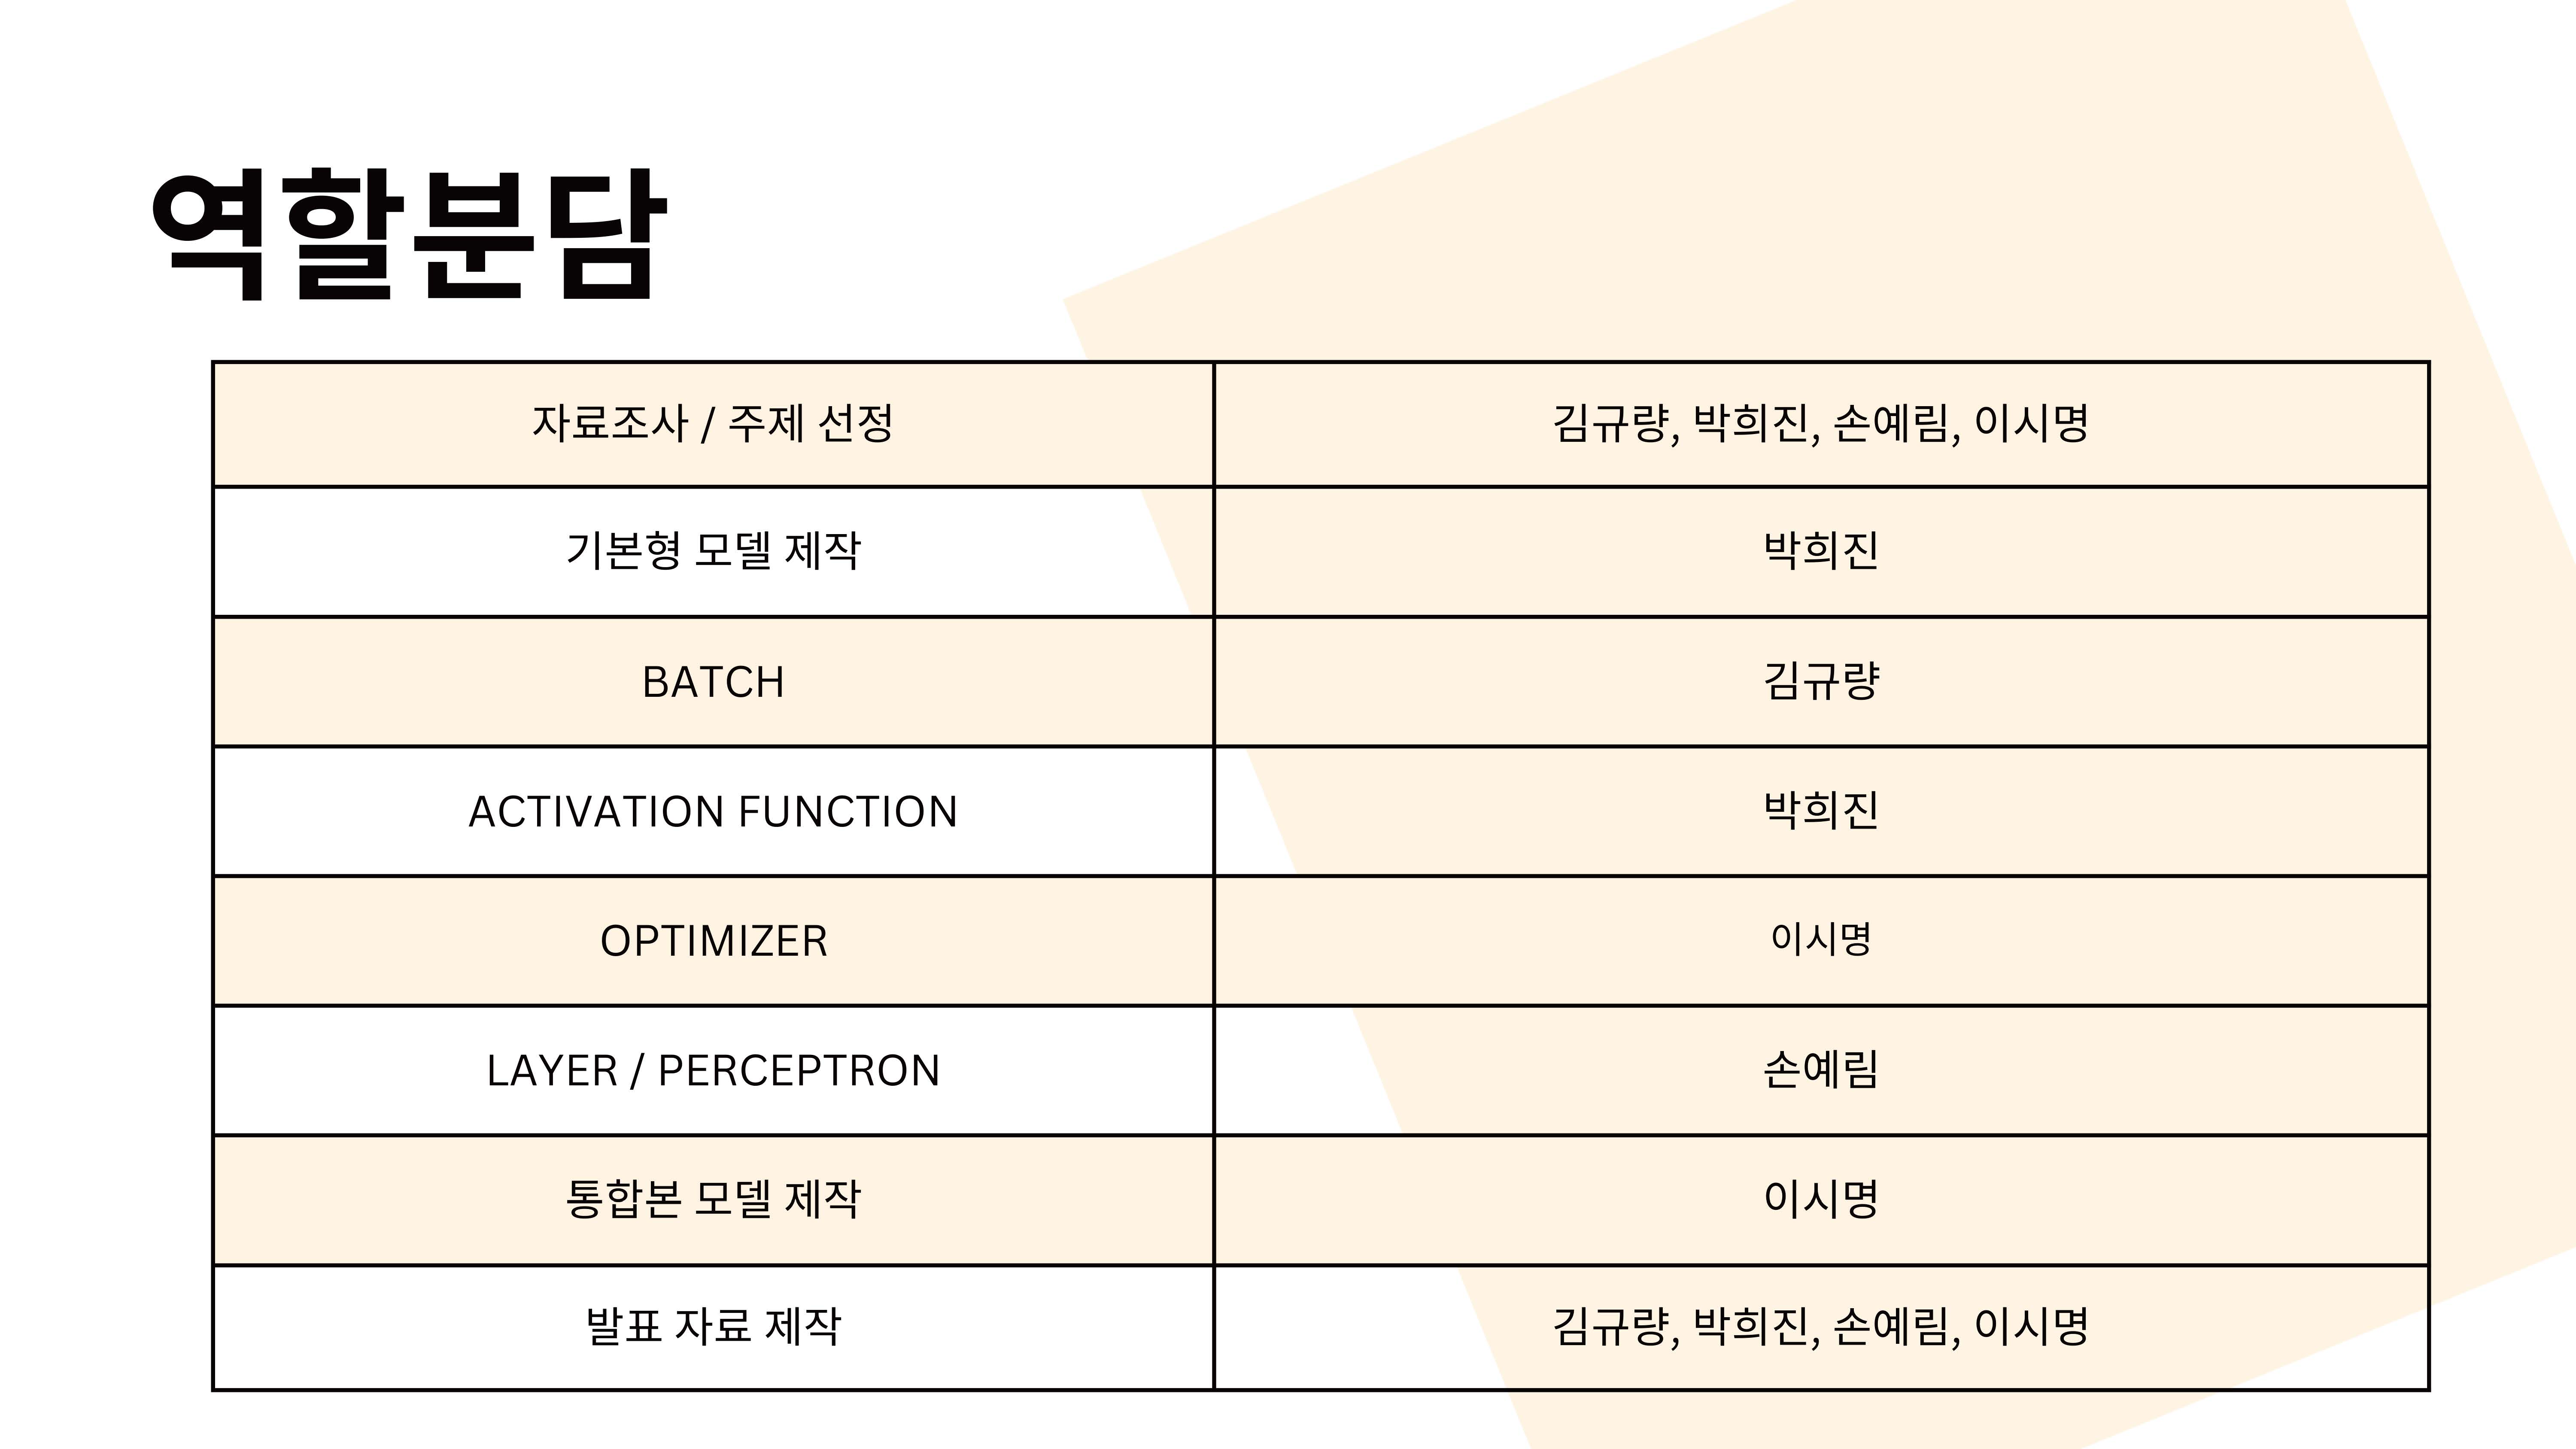 역할분담
자료조사 / 주제 선정
김규량, 박희진, 손예림, 이시명
기본형 모델 제작
박희진
BATCH
김규량
ACTIVATION FUNCTION
박희진
OPTIMIZER
이시명
LAYER / PERCEPTRON
손예림
통합본 모델 제작
이시명
발표 자료 제작
김규량, 박희진, 손예림, 이시명